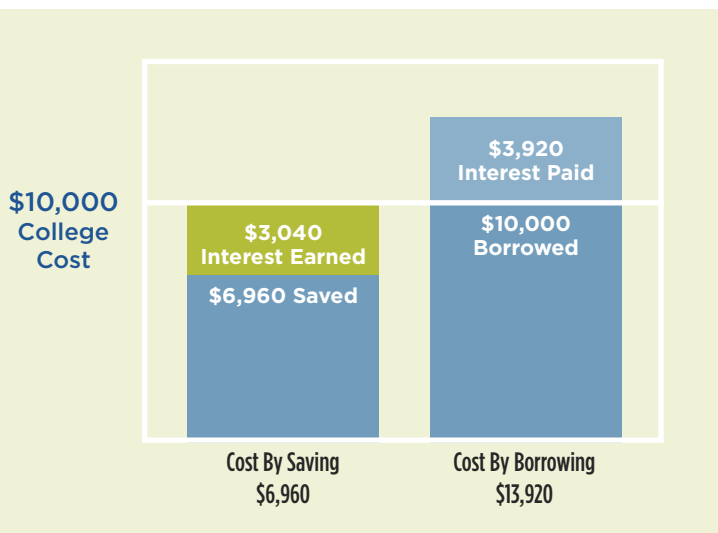 $3,920
Interest Paid
$10,000
College
Cost
$3,040
Interest Earned
$6,960 Saved
$10,000
Borrowed
Cost By Saving
$6,960
Cost By Borrowing
$13,920